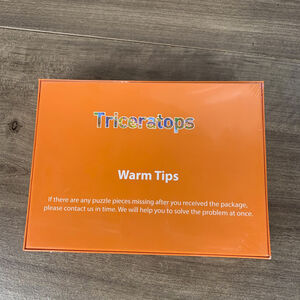 Triceratops
Warm Tips
If there are any puzzle pieces missing after you received the package,
please contact us in time. We will help you to solve the problem at once.